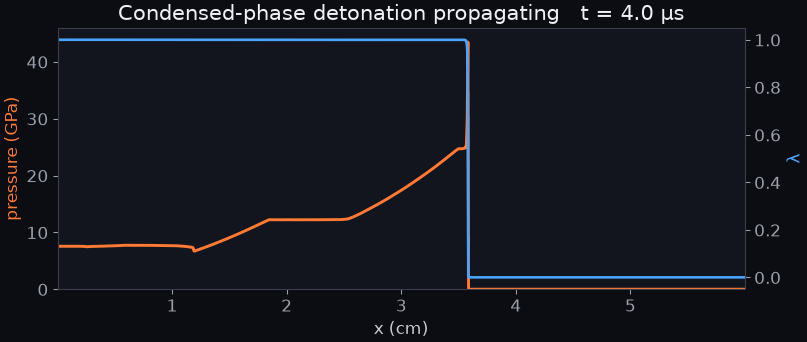 Condensed-phase detonation propagating   t = 4.0 µs
pressure (GPa)
40
30
20
10
0
1.0
0.8
0.6
0.4
0.2
0.0
λ
1 2 3 4 5
x (cm)